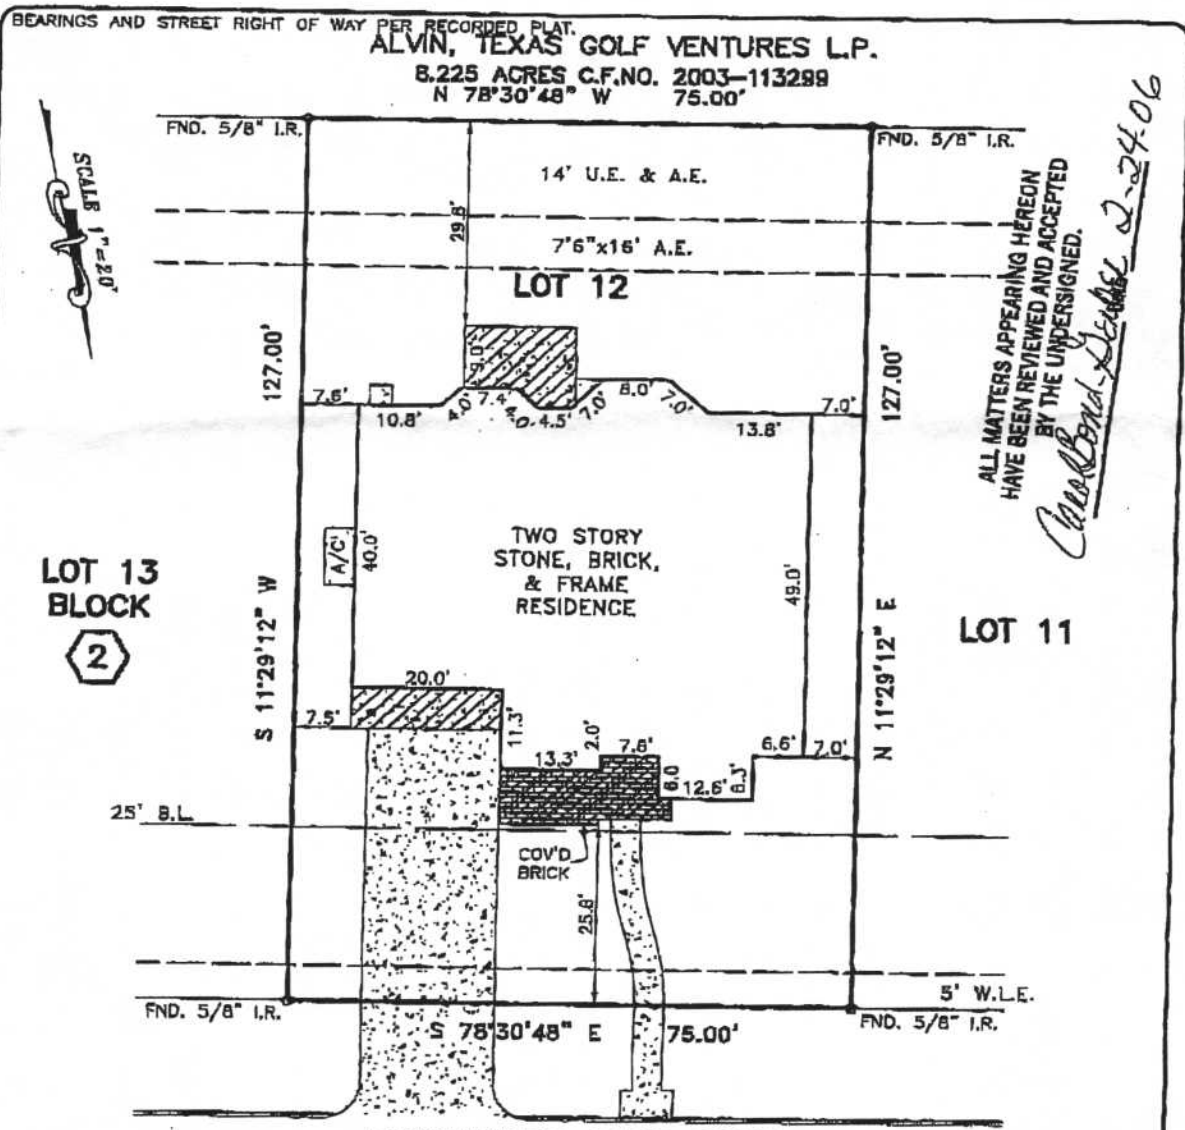 BEARINGS AND STREET RIGHT OF WAY PER RECORDED PLAT.
ALVIN, TEXAS GOLF VENTURES L.P.
8.225 ACRES C.F.NO. 2003-113299
N 78°30'48" W 75.00'
FND. 5/8" I.R.
FND. 5/8" I.R.
SCALE 1"=20'
14' U.E. & A.E.
29.8'
7'6"x16' A.E.
LOT 12
ALL MATTERS APPEARING HEREON
HAVE BEEN REVIEWED AND ACCEPTED
BY THE UNDERSIGNED.
2-24-06
127.00'
127.00'
9.0'
7.6'
10.8'
4.0'
7.4'
4.5'
7.0'
8.0'
7.0'
13.8'
7.0'
A/C
40.0'
TWO STORY
STONE, BRICK,
& FRAME
RESIDENCE
49.0'
LOT 13
BLOCK
2
LOT 11
S 11°29'12" W
N 11°29'12" E
20.0'
7.5'
11.3'
13.3'
2.0'
7.6'
6.0
12.6'
6.6'
7.0'
25' B.L.
COV'D
BRICK
25.8'
5' W.L.E.
FND. 5/8" I.R.
S 78°30'48" E 75.00'
FND. 5/8" I.R.